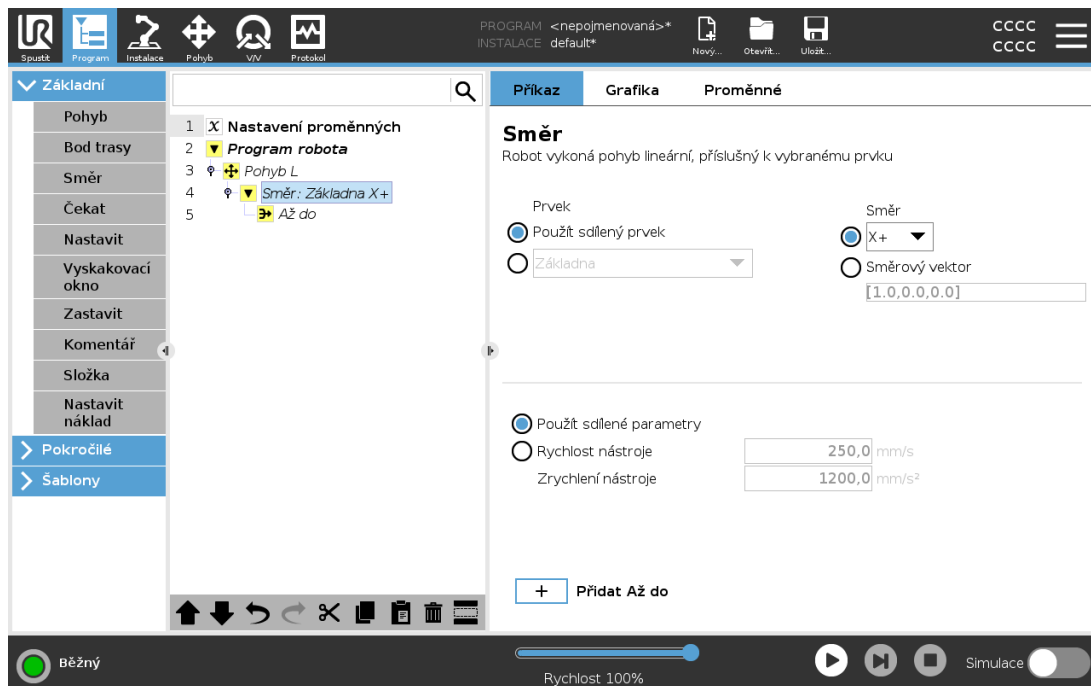 PROGRAM <nepojmenovaná>*
INSTALACE default*
CCCC
CCCC
Spustit Program Instalace Pohyb V/V Protokol Nový... Otevřít... Uložit...
Základní
Pohyb
Bod trasy
Směr
Čekat
Nastavit
Vyskakovací
okno
Zastavit
Komentář
Složka
Nastavit
náklad
Pokročilé
Šablony
1 X Nastavení proměnných
2 Program robota
3 Pohyb L
4 Směr: Základna X+
5 Až do
Příkaz Grafika Proměnné
Směr
Robot vykoná pohyb lineární, příslušný k vybranému prvku
Prvek
Použít sdílený prvek
Základna
Směr
X+
Směrový vektor
[1.0,0.0,0.0]
Použít sdílené parametry
Rychlost nástroje 250,0 mm/s
Zrychlení nástroje 1200,0 mm/s²
+ Přidat Až do
Běžný
Rychlost 100%
Simulace